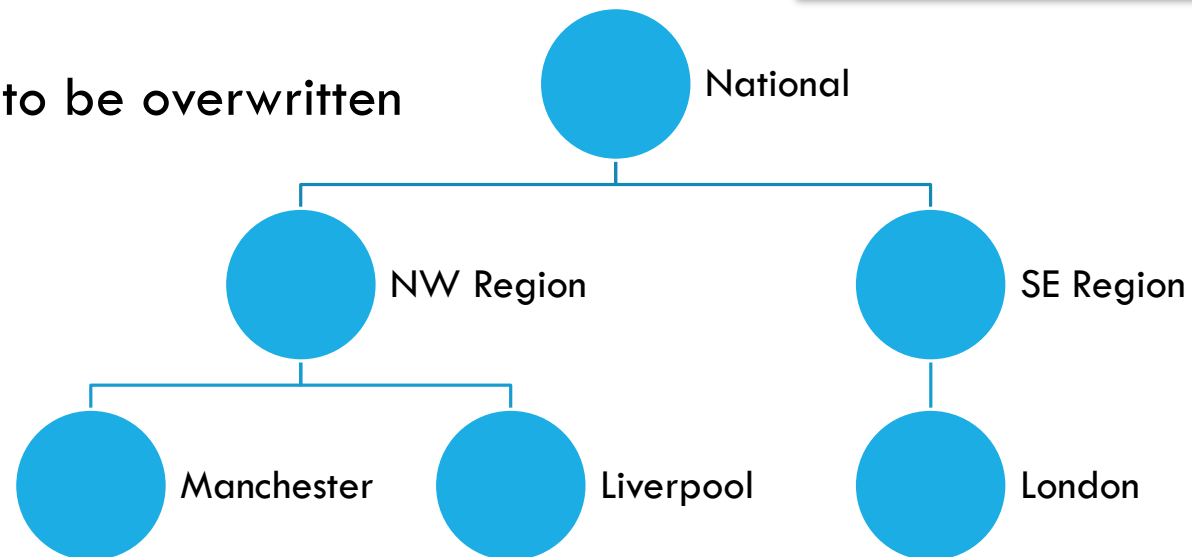 to be overwritten
National
NW Region
SE Region
Manchester
Liverpool
London